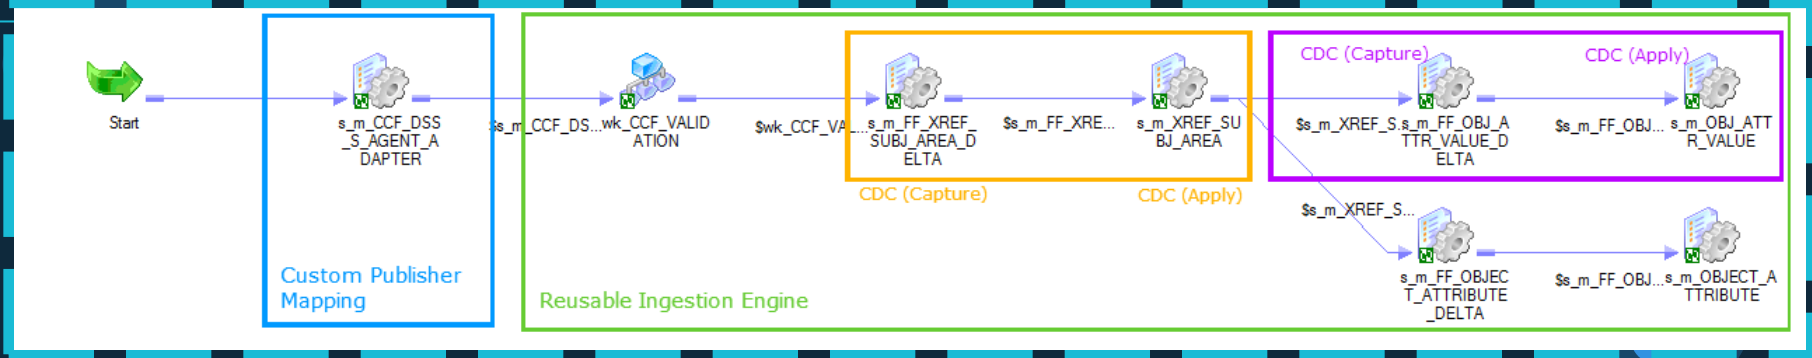 CDC (Capture)
CDC (Apply)
Start
s_m_CCF_DSS
_S_AGENT_A
DAPTER
$s_m_CCF_DS...
wk_CCF_VALID
ATION
$wk_CCF_VA...
s_m_FF_XREF_
SUBJ_AREA_D
ELTA
$s_m_FF_XRE...
s_m_XREF_SU
BJ_AREA
$s_m_XREF_S...
s_m_FF_OBJ_A
TTR_VALUE_D
ELTA
$s_m_FF_OBJ...
s_m_OBJ_ATT
R_VALUE
CDC (Capture)
CDC (Apply)
$s_m_XREF_S...
s_m_FF_OBJEC
T_ATTRIBUTE
_DELTA
$s_m_FF_OBJ...
s_m_OBJECT_A
TTRIBUTE
Custom Publisher
Mapping
Reusable Ingestion Engine